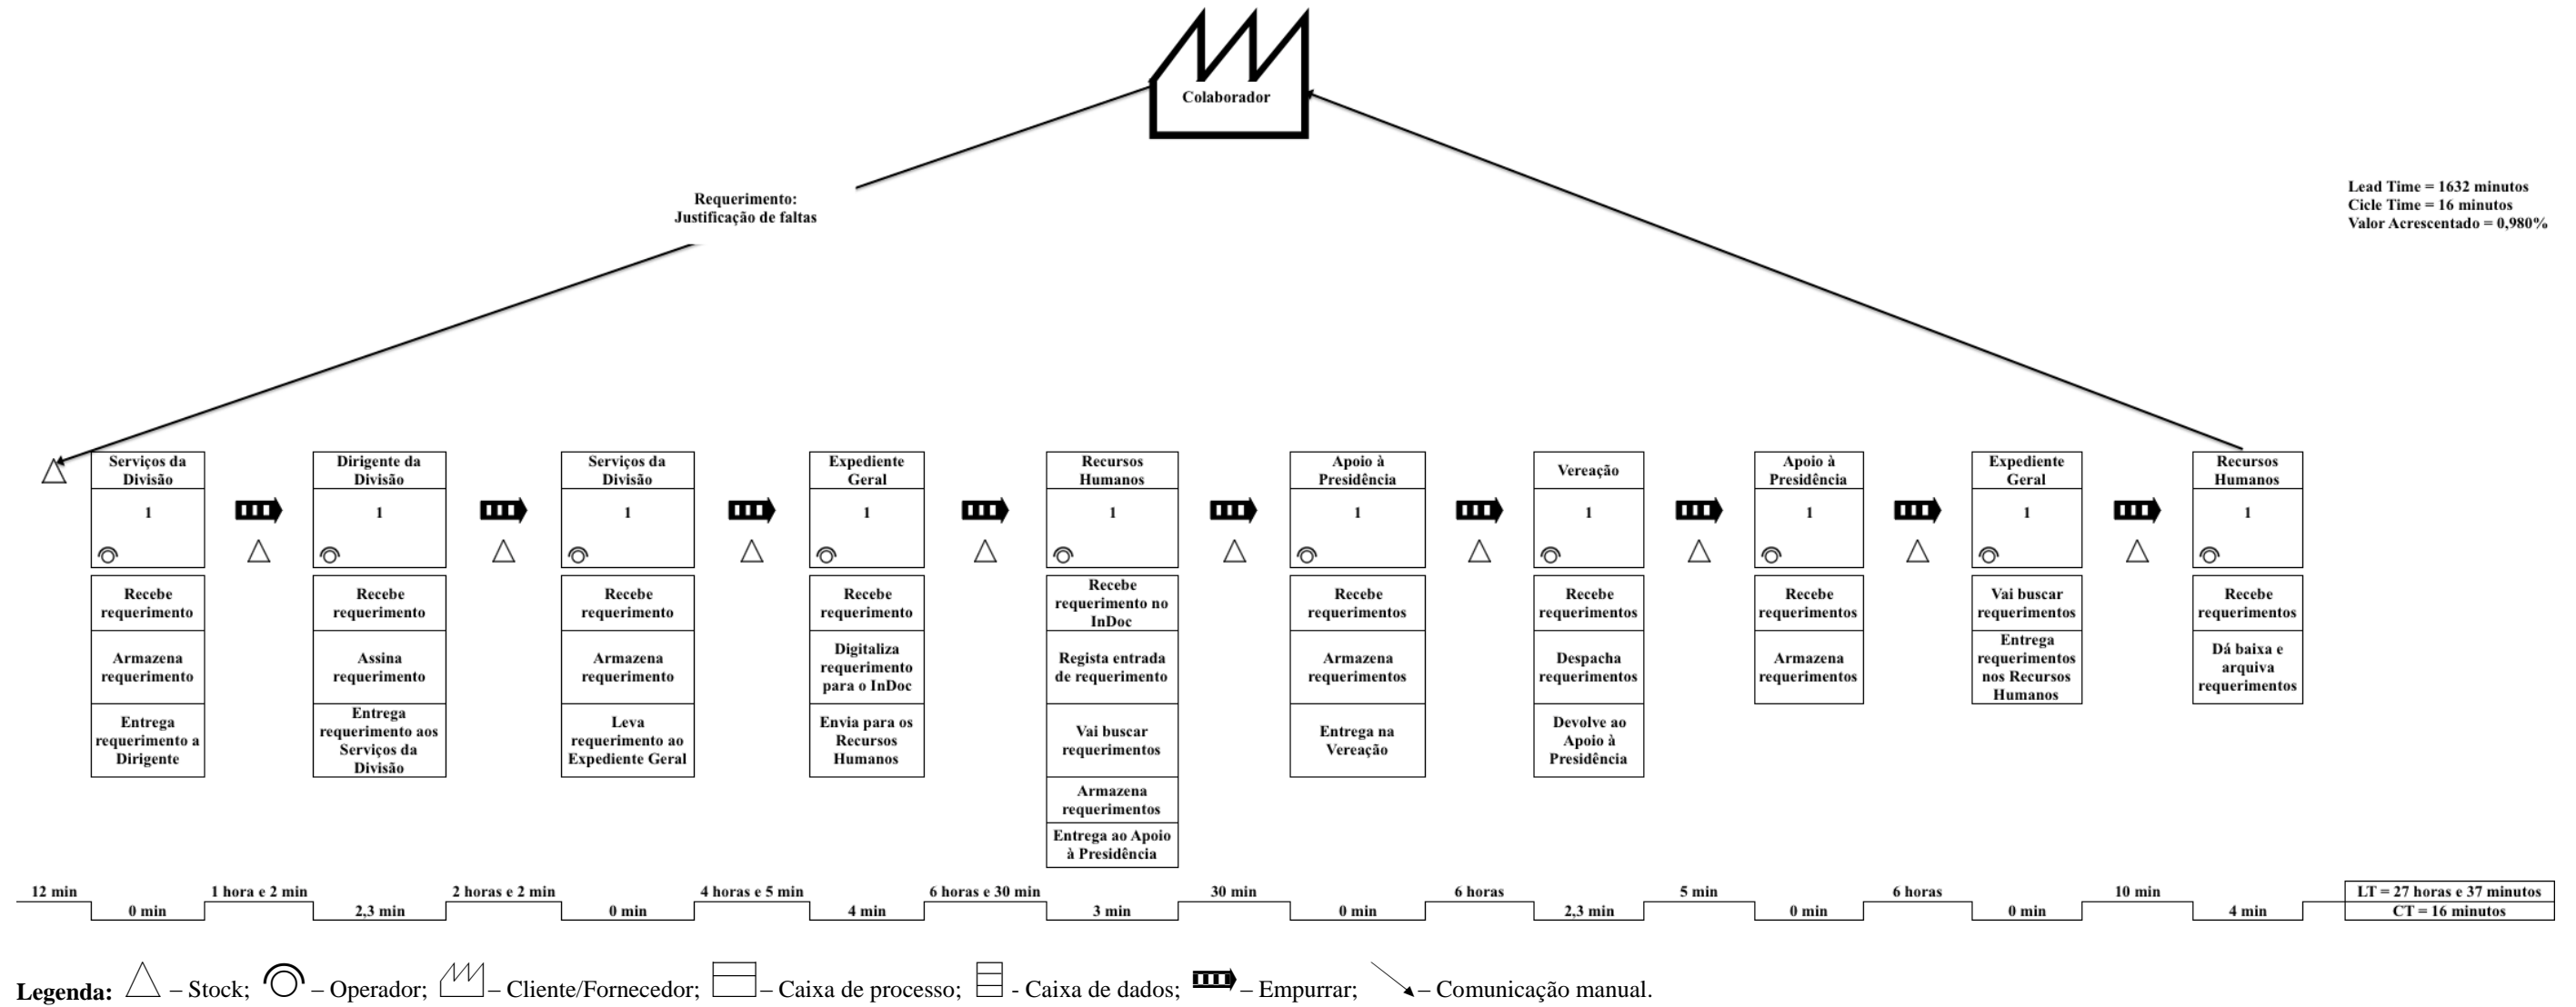 Colaborador
Requerimento:
Justificação de faltas
Lead Time = 1632 minutos
Cicle Time = 16 minutos
Valor Acrescentado = 0,980%
Serviços da
Divisão
1
Recebe
requerimento
Armazena
requerimento
Entrega
requerimento a
Dirigente
Dirigente da
Divisão
1
Recebe
requerimento
Assina
requerimento
Entrega
requerimento aos
Serviços da
Divisão
Serviços da
Divisão
1
Recebe
requerimento
Armazena
requerimento
Leva
requerimento ao
Expediente Geral
Expediente
Geral
1
Recebe
requerimento
Digitaliza
requerimento
para o InDoc
Envia para os
Recursos
Humanos
Recursos
Humanos
1
Recebe
requerimento no
InDoc
Regista entrada
de requerimento
Vai buscar
requerimentos
Armazena
requerimentos
Entrega ao Apoio
à Presidência
Apoio à
Presidência
1
Recebe
requerimentos
Armazena
requerimentos
Entrega na
Vereação
Vereação
1
Recebe
requerimentos
Despacha
requerimentos
Devolve ao
Apoio à
Presidência
Apoio à
Presidência
1
Recebe
requerimentos
Armazena
requerimentos
Expediente
Geral
1
Vai buscar
requerimentos
Entrega
requerimentos
nos Recursos
Humanos
Recursos
Humanos
1
Recebe
requerimentos
Dá baixa e
arquiva
requerimentos
12 min
0 min
1 hora e 2 min
2,3 min
2 horas e 2 min
0 min
4 horas e 5 min
4 min
6 horas e 30 min
3 min
30 min
0 min
6 horas
2,3 min
5 min
0 min
6 horas
0 min
10 min
4 min
LT = 27 horas e 37 minutos
CT = 16 minutos
Legenda: – Stock; – Operador; – Cliente/Fornecedor; – Caixa de processo; - Caixa de dados; – Empurrar; – Comunicação manual.